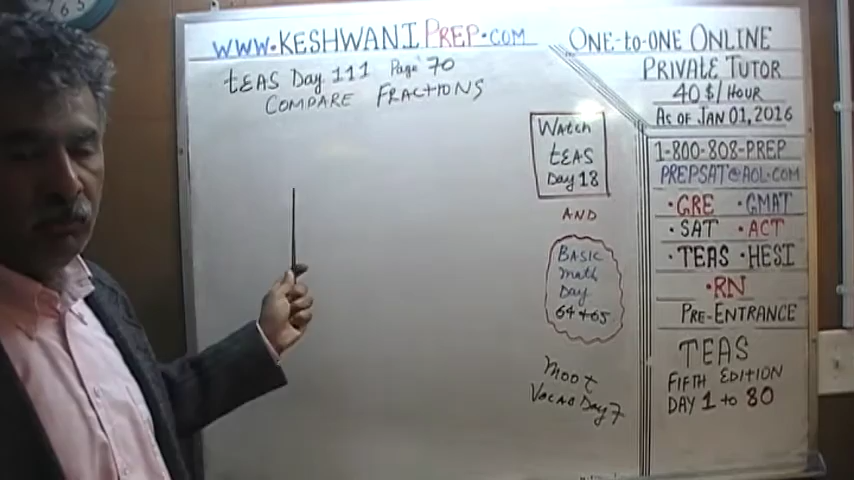 WWW.KESHWANIPREP.COM
tEAS Day 111 Page 70
COMPARE FRACTIONS
Watch
tEAS
Day 18
AND
BASIC
math
Day
64+65
moot
VOCAB Day 7
ONE-to-ONE ONLINE
PRIVATE TUTOR
40 $/HOUR
AS OF JAN 01, 2016
1-800-808-PREP
PREPSAT@AOL.COM
•GRE •GMAT
•SAT •ACT
•TEAS •HESI
•RN
PRE-ENTRANCE
TEAS
FIFTH EDITION
DAY 1 to 80